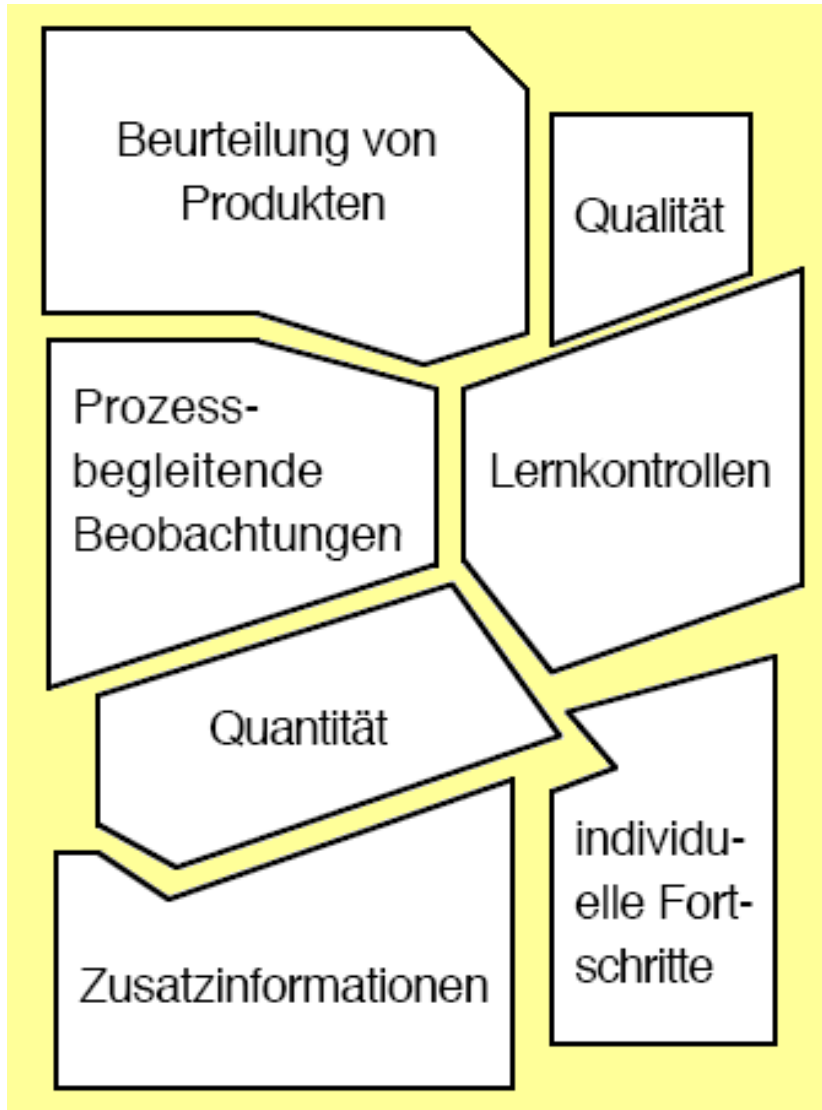 Beurteilung von
Produkten
Qualität
Prozess-
begleitende
Beobachtungen
Lernkontrollen
Quantität
individu-
elle Fort-
schritte
Zusatzinformationen